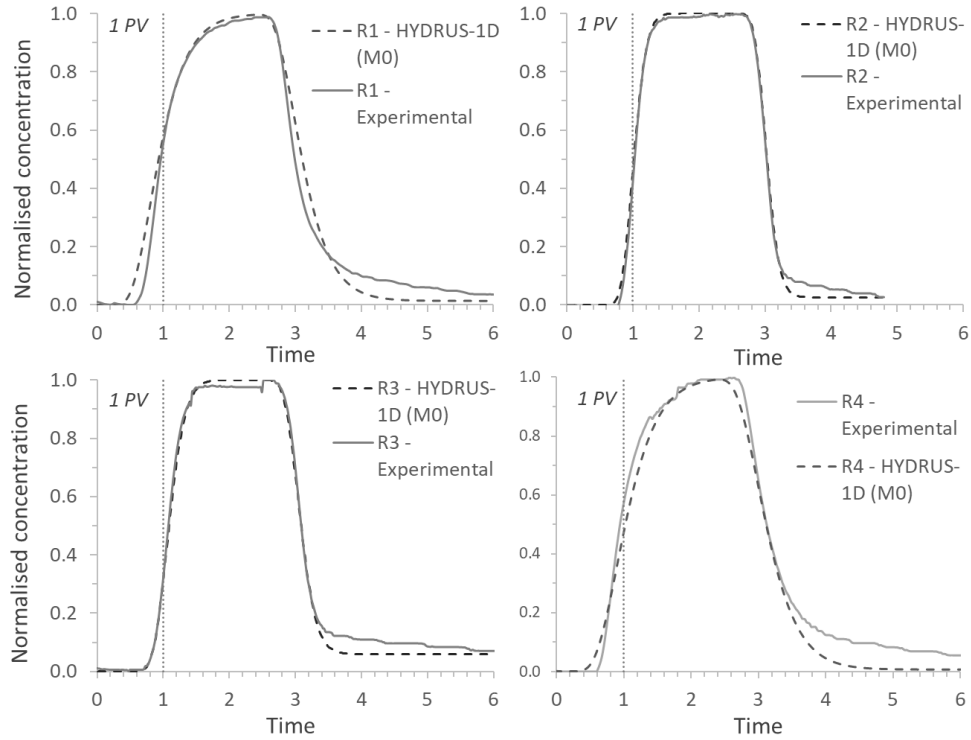 1 PV
R1 - HYDRUS-1D
(M0)
R1 -
Experimental
Normalised concentration
1.0
0.8
0.6
0.4
0.2
0.0
0 1 2 3 4 5 6
Time
1 PV
R2 - HYDRUS-
1D (M0)
R2 -
Experimental
1.0
0.8
0.6
0.4
0.2
0.0
0 1 2 3 4 5 6
Time
1 PV
R3 - HYDRUS-
1D (M0)
R3 -
Experimental
Normalised concentration
1.0
0.8
0.6
0.4
0.2
0.0
0 1 2 3 4 5 6
Time
1 PV
R4 -
Experimental
R4 - HYDRUS-
1D (M0)
1.0
0.8
0.6
0.4
0.2
0.0
0 1 2 3 4 5 6
Time